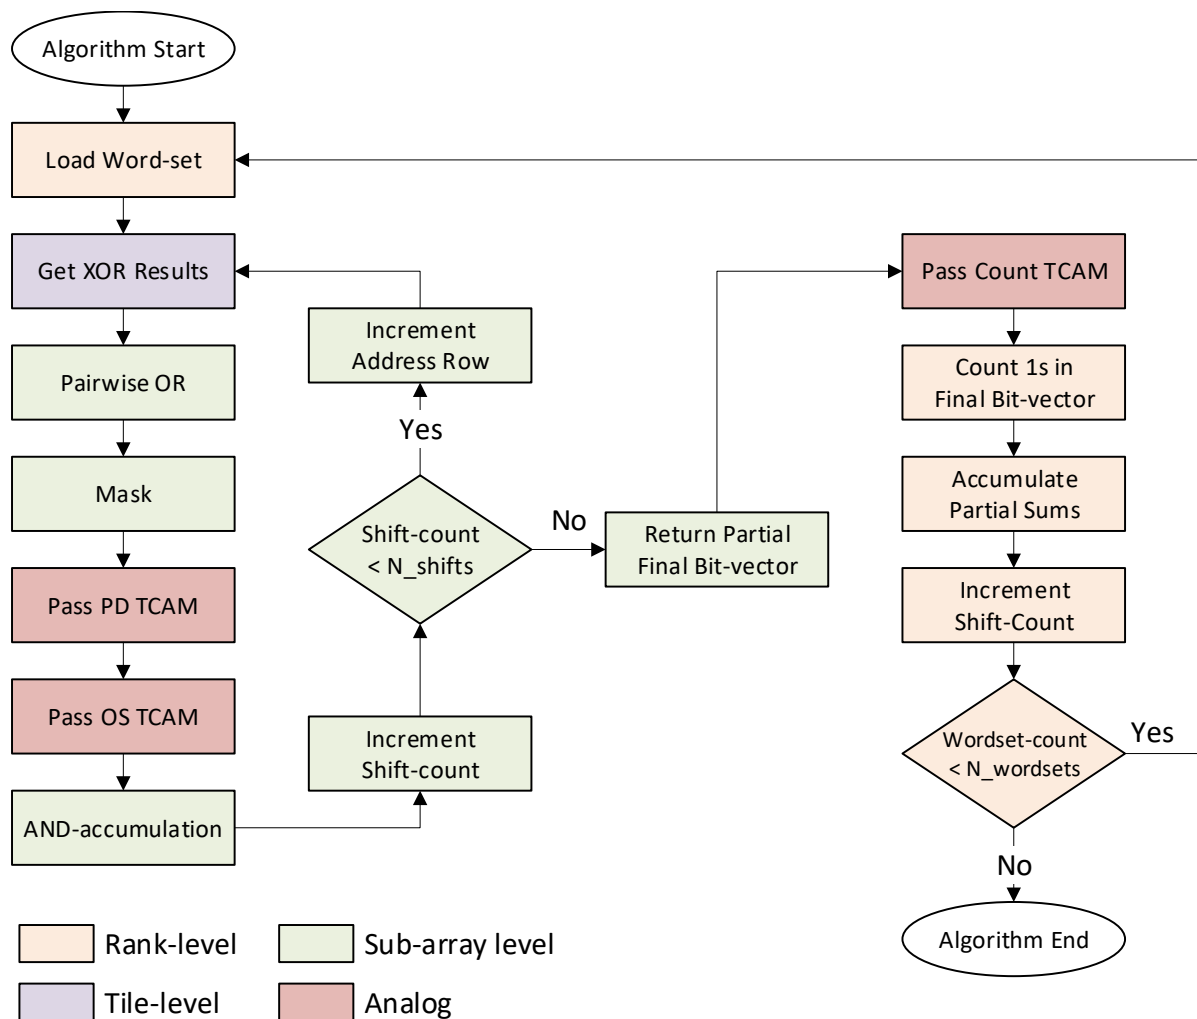 Algorithm Start
Load Word-set
Get XOR Results
Pairwise OR
Mask
Pass PD TCAM
Pass OS TCAM
AND-accumulation
Increment
Shift-count
Shift-count
< N_shifts
Yes
Increment
Address Row
No
Return Partial
Final Bit-vector
Pass Count TCAM
Count 1s in
Final Bit-vector
Accumulate
Partial Sums
Increment
Shift-Count
Wordset-count
< N_wordsets
Yes
No
Algorithm End
Rank-level
Sub-array level
Tile-level
Analog